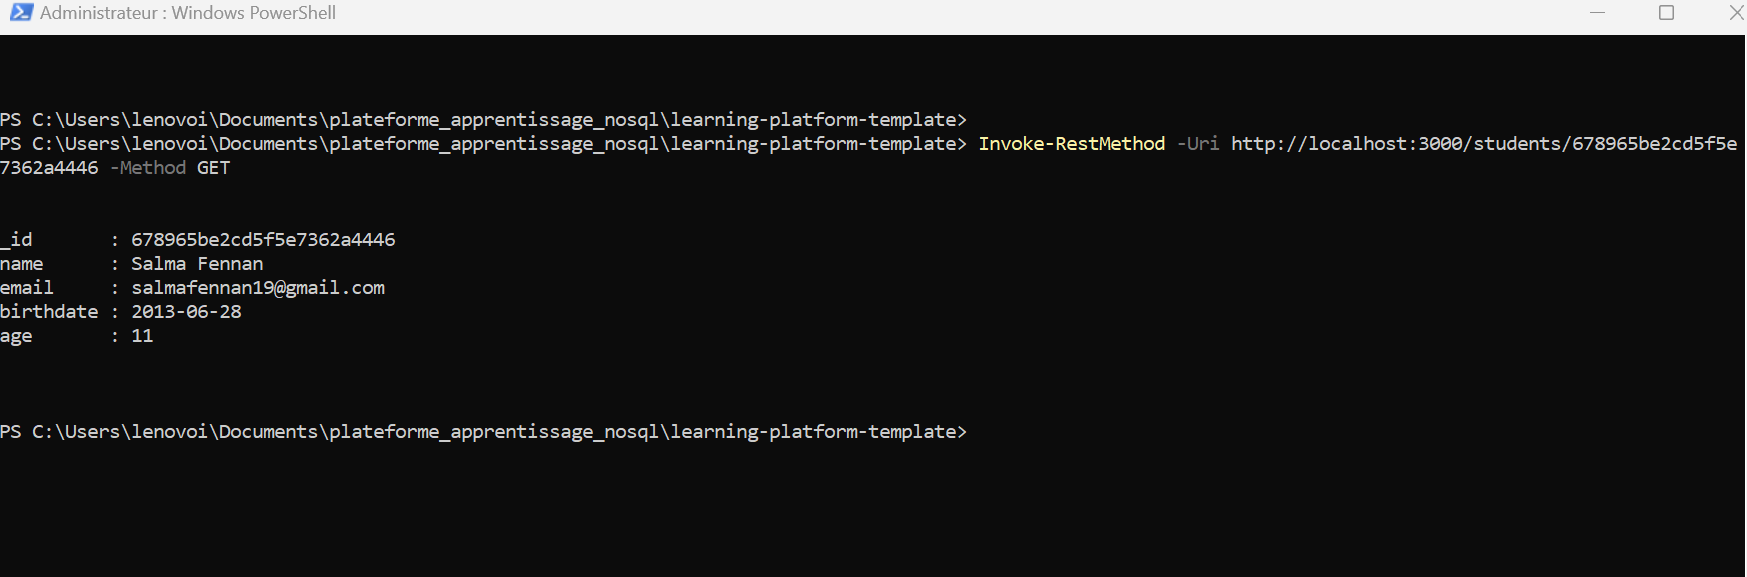 Administrateur : Windows PowerShell
PS C:\Users\lenovoi\Documents\plateforme_apprentissage_nosql\learning-platform-template>
PS C:\Users\lenovoi\Documents\plateforme_apprentissage_nosql\learning-platform-template> Invoke-RestMethod -Uri http://localhost:3000/students/678965be2cd5f5e
7362a4446 -Method GET
_id       : 678965be2cd5f5e7362a4446
name      : Salma Fennan
email     : salmafennan19@gmail.com
birthdate : 2013-06-28
age       : 11
PS C:\Users\lenovoi\Documents\plateforme_apprentissage_nosql\learning-platform-template>